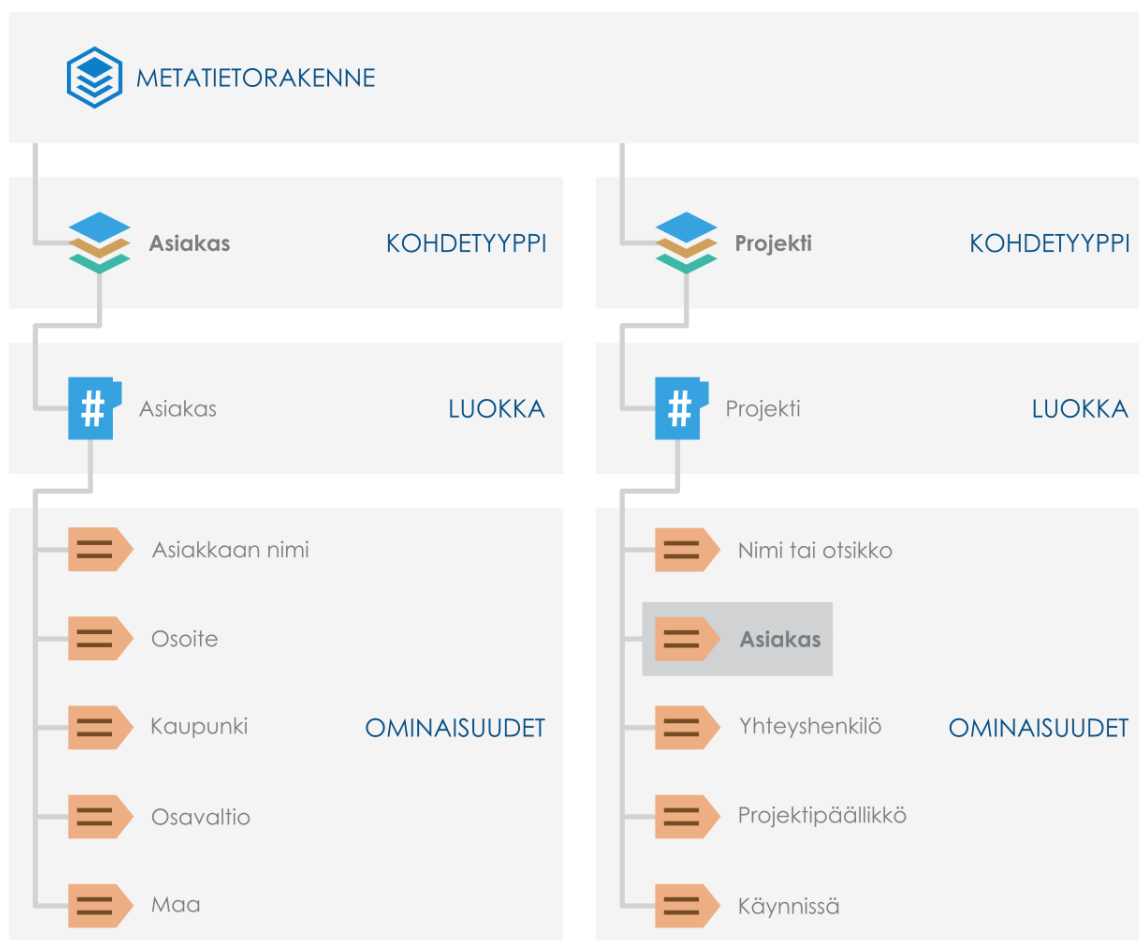 METATIETORAKENNE
Asiakas KOHDETYYPPI
Projekti KOHDETYYPPI
# Asiakas LUOKKA
# Projekti LUOKKA
Asiakkaan nimi
Osoite
Kaupunki OMINAISUUDET
Osavaltio
Maa
Nimi tai otsikko
Asiakas
Yhteyshenkilö OMINAISUUDET
Projektipäällikkö
Käynnissä